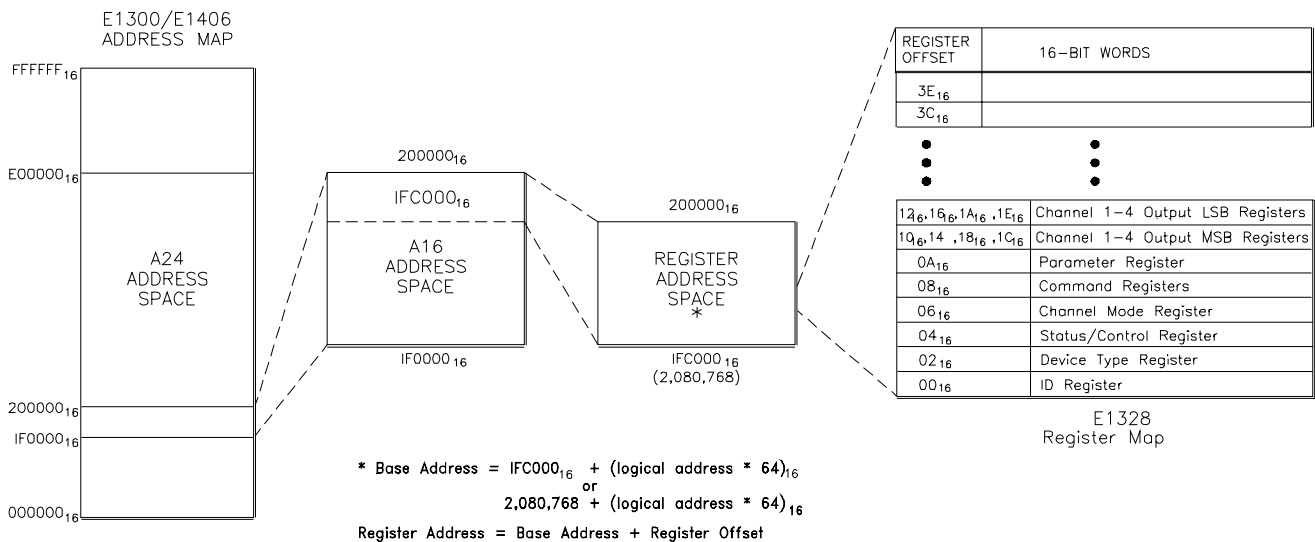 E1300/E1406
ADDRESS MAP
FFFFFF16
E0000016
A24
ADDRESS
SPACE
20000016
IF000016
00000016
20000016
IFC00016
A16
ADDRESS
SPACE
IF000016
20000016
REGISTER
ADDRESS
SPACE
*
IFC00016
(2,080,768)
REGISTER
OFFSET
16-BIT WORDS
3E16
3C16
1216,1616,1A16 ,1E16 Channel 1-4 Output LSB Registers
1016,14 ,1816 ,1C16 Channel 1-4 Output MSB Registers
0A16 Parameter Register
0816 Command Registers
0616 Channel Mode Register
0416 Status/Control Register
0216 Device Type Register
0016 ID Register
E1328
Register Map
* Base Address = IFC00016 + (logical address * 64)16
or
2,080,768 + (logical address * 64)16
Register Address = Base Address + Register Offset